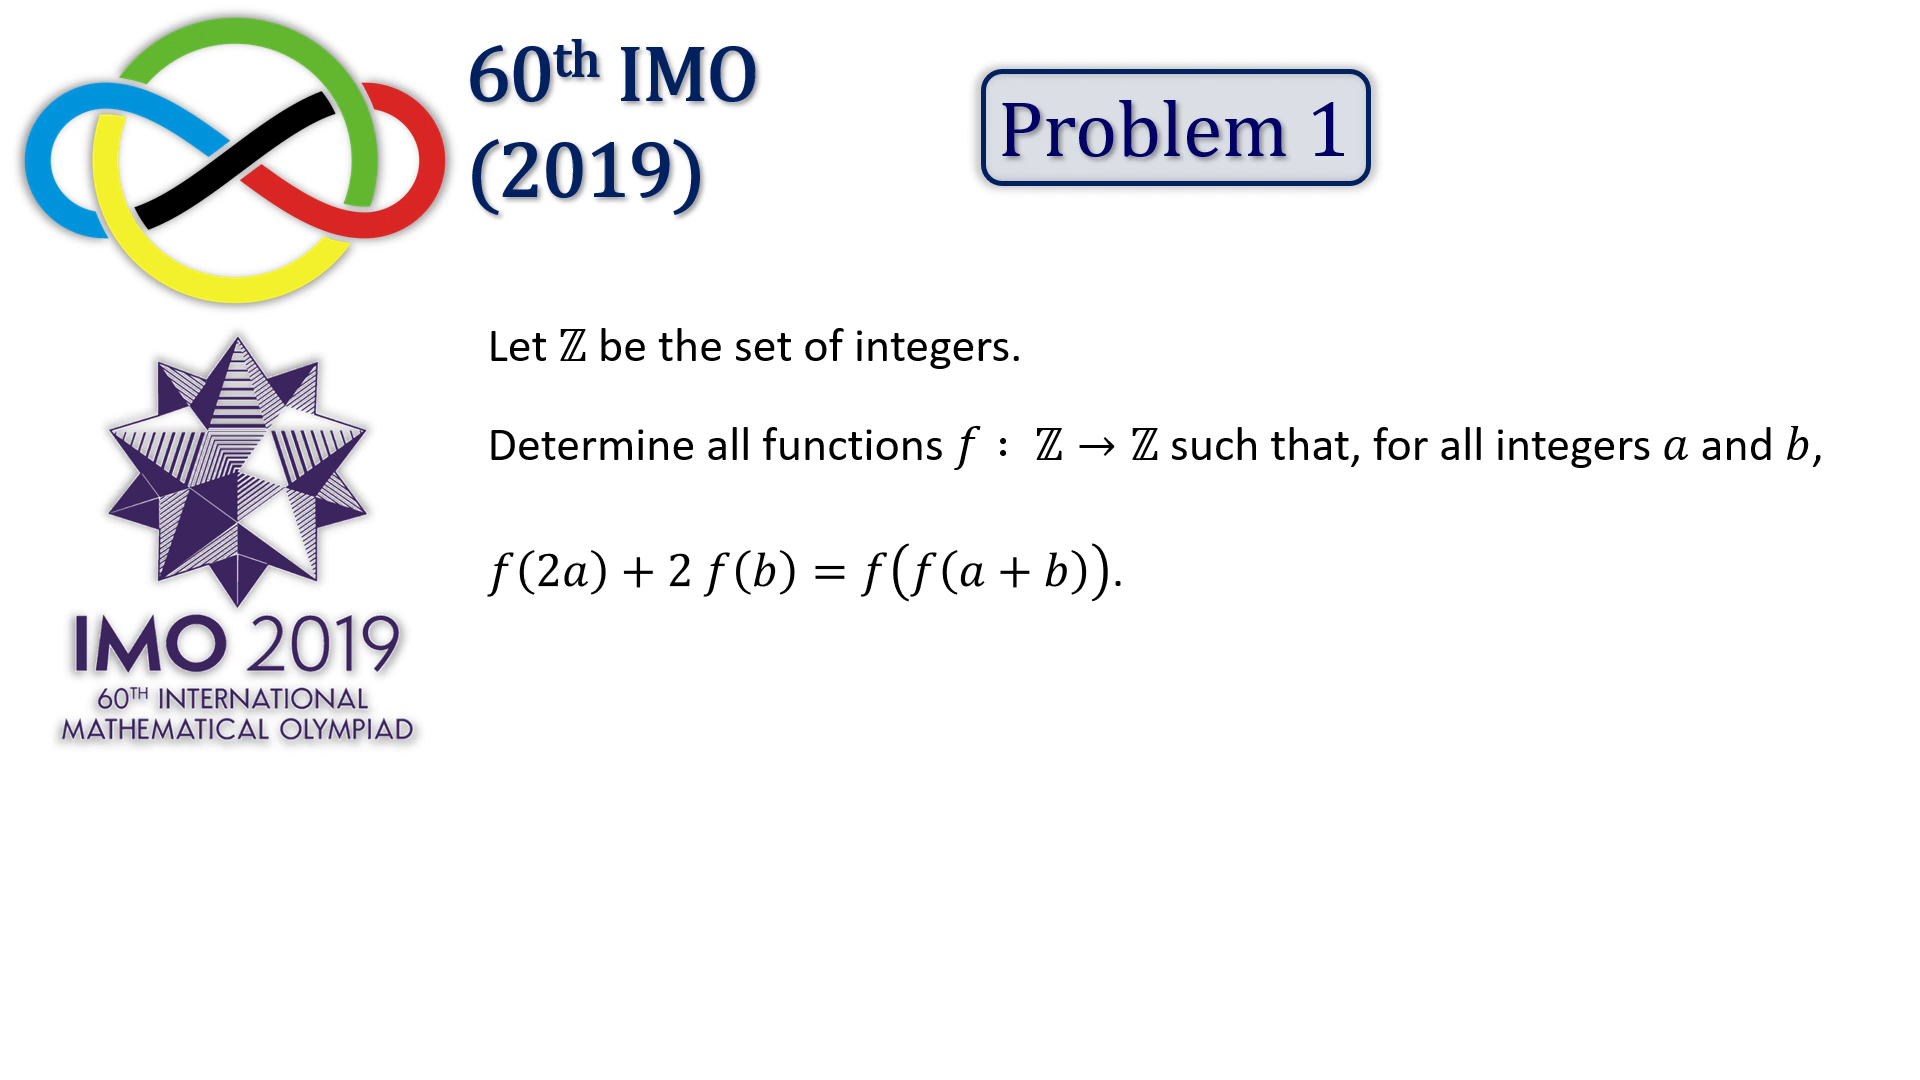 60th IMO
(2019)
Problem 1
Let ℤ be the set of integers.
Determine all functions 𝑓 : ℤ → ℤ such that, for all integers 𝑎 and 𝑏,
𝑓(2𝑎) + 2 𝑓(𝑏) = 𝑓(𝑓(𝑎 + 𝑏)).
IMO 2019
60TH INTERNATIONAL
MATHEMATICAL OLYMPIAD